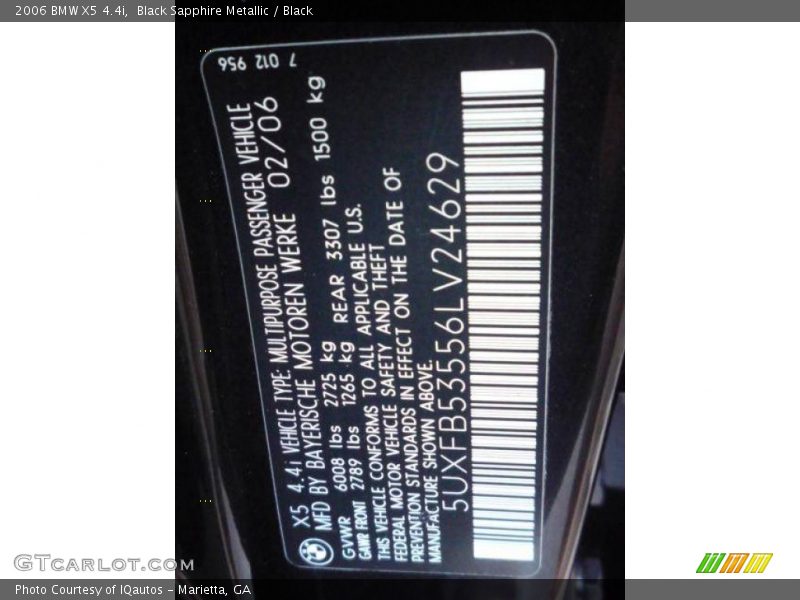 2006 BMW X5 4.4i, Black Sapphire Metallic / Black
7 012 956
X5 4.4i VEHICLE TYPE: MULTIPURPOSE PASSENGER VEHICLE
MFD BY BAYERISCHE MOTOREN WERKE 02/06
GVWR 6008 lbs 2725 kg
GAWR FRONT 2789 lbs 1265 kg REAR 3307 lbs 1500 kg
THIS VEHICLE CONFORMS TO ALL APPLICABLE U.S.
FEDERAL MOTOR VEHICLE SAFETY AND THEFT
PREVENTION STANDARDS IN EFFECT ON THE DATE OF
MANUFACTURE SHOWN ABOVE.
5UXFB53556LV24629
GTCARLOT.COM
Photo Courtesy of IQautos - Marietta, GA